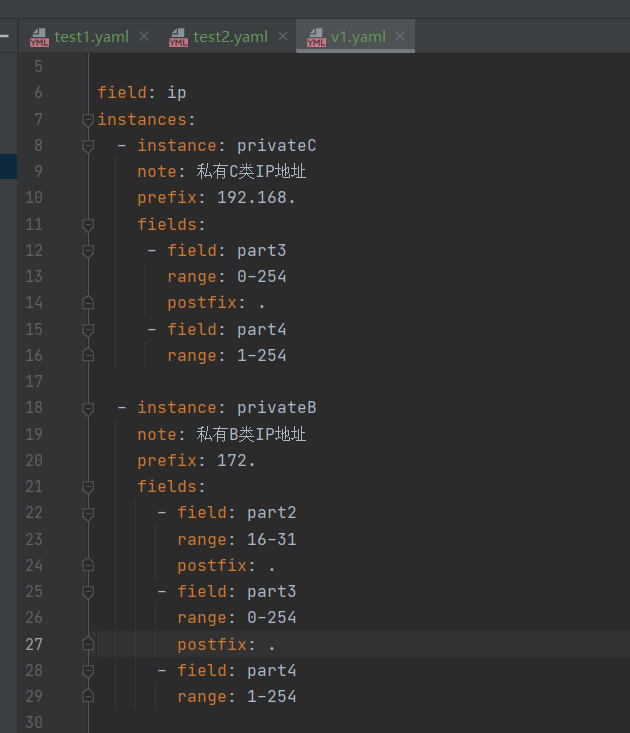 test1.yaml test2.yaml v1.yaml
5
6 field: ip
7 instances:
8 - instance: privateC
9 note: 私有C类IP地址
10 prefix: 192.168.
11 fields:
12 - field: part3
13 range: 0-254
14 postfix: .
15 - field: part4
16 range: 1-254
17
18 - instance: privateB
19 note: 私有B类IP地址
20 prefix: 172.
21 fields:
22 - field: part2
23 range: 16-31
24 postfix: .
25 - field: part3
26 range: 0-254
27 postfix: .
28 - field: part4
29 range: 1-254
30